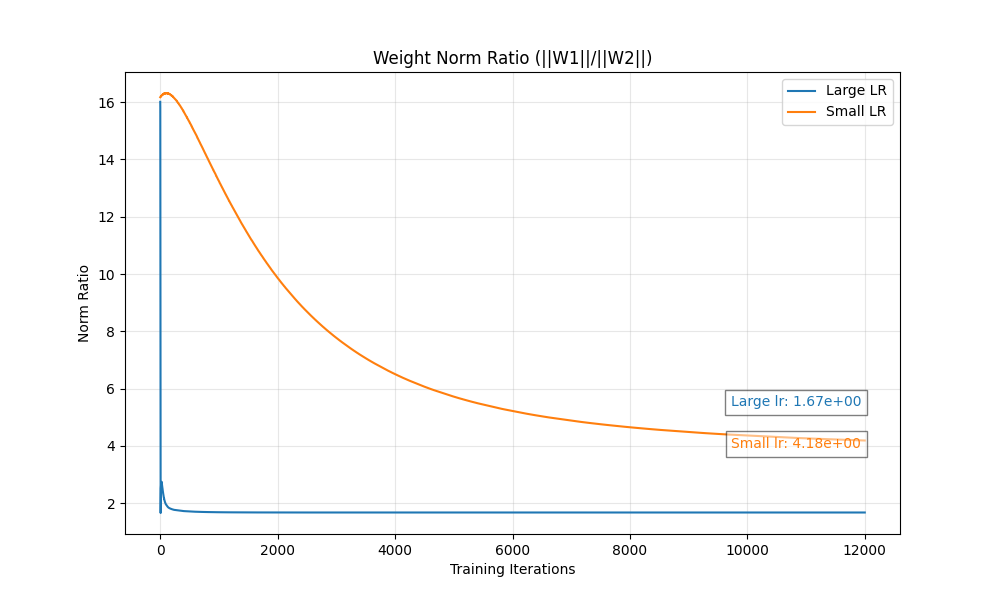 Weight Norm Ratio (||W1||/||W2||)
Large LR
Small LR
Norm Ratio
16
14
12
10
8
6
4
2
Large lr: 1.67e+00
Small lr: 4.18e+00
0
2000
4000
6000
8000
10000
12000
Training Iterations